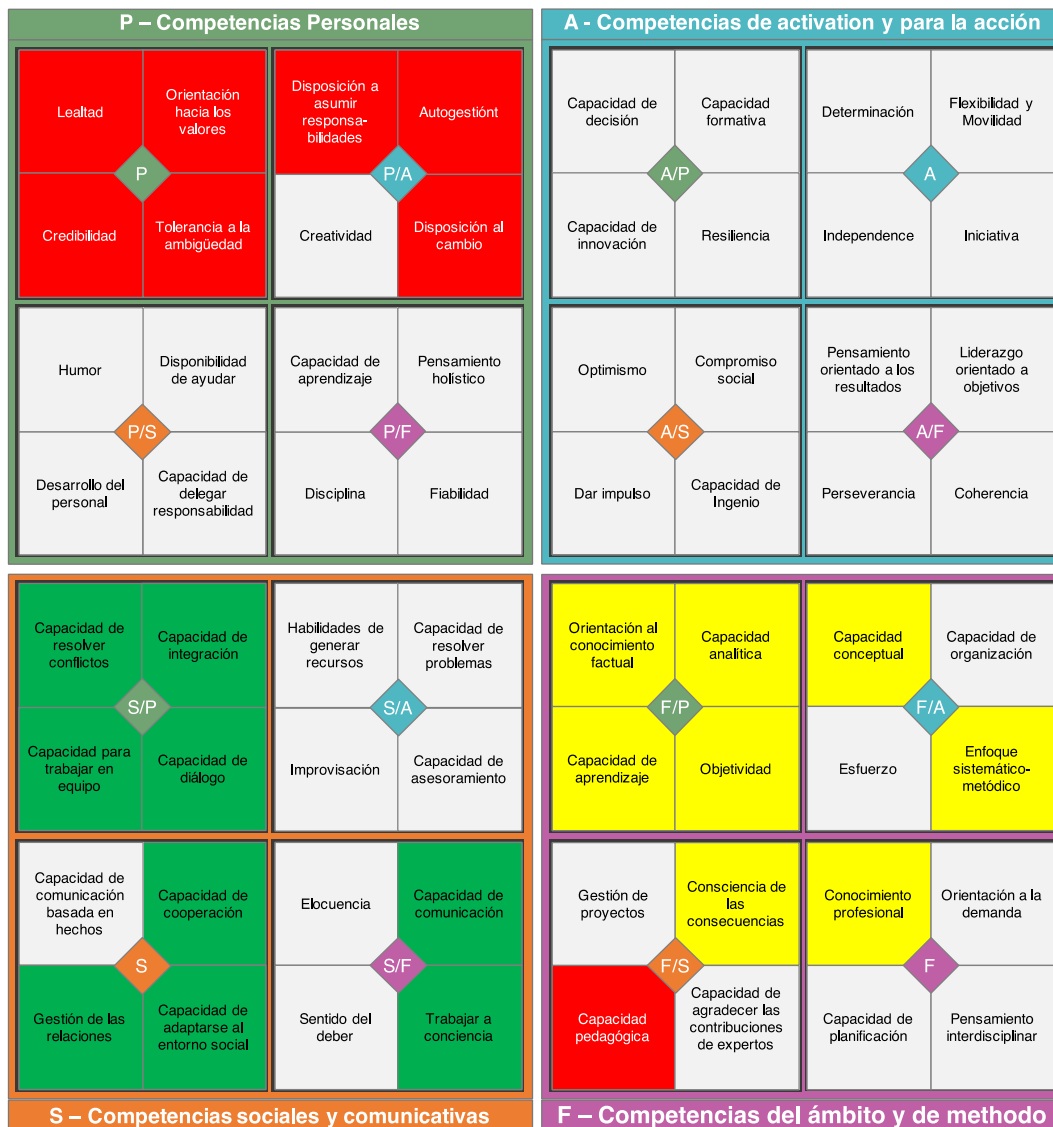 P – Competencias Personales
Lealtad
Orientación
hacia los
valores
P
Credibilidad
Tolerancia a la
ambigüedad
Disposición a
asumir
responsa-
bilidades
Autogestiónt
P/A
Creatividad
Disposición al
cambio
Humor
Disponibilidad
de ayudar
P/S
Desarrollo del
personal
Capacidad de
delegar
responsabilidad
Capacidad de
aprendizaje
Pensamiento
holístico
P/F
Disciplina
Fiabilidad
A - Competencias de activation y para la acción
Capacidad de
decisión
Capacidad
formativa
A/P
Capacidad de
innovación
Resiliencia
Determinación
Flexibilidad y
Movilidad
A
Independence
Iniciativa
Optimismo
Compromiso
social
A/S
Dar impulso
Capacidad de
Ingenio
Pensamiento
orientado a los
resultados
Liderazgo
orientado a
objetivos
A/F
Perseverancia
Coherencia
Capacidad de
resolver
conflictos
Capacidad de
integración
S/P
Capacidad para
trabajar en
equipo
Capacidad de
diálogo
Habilidades de
generar
recursos
Capacidad de
resolver
problemas
S/A
Improvisación
Capacidad de
asesoramiento
Capacidad de
comunicación
basada en
hechos
Capacidad de
cooperación
S
Gestión de las
relaciones
Capacidad de
adaptarse al
entorno social
Elocuencia
Capacidad de
comunicación
S/F
Sentido del
deber
Trabajar a
conciencia
S – Competencias sociales y comunicativas
Orientación al
conocimiento
factual
Capacidad
analítica
F/P
Capacidad de
aprendizaje
Objetividad
Capacidad
conceptual
Capacidad de
organización
F/A
Esfuerzo
Enfoque
sistemático-
metódico
Gestión de
proyectos
Consciencia de
las
consecuencias
F/S
Capacidad
pedagógica
Capacidad de
agradecer las
contribuciones
de expertos
Conocimiento
profesional
Orientación a la
demanda
F
Capacidad de
planificación
Pensamiento
interdisciplinar
F – Competencias del ámbito y de methodo